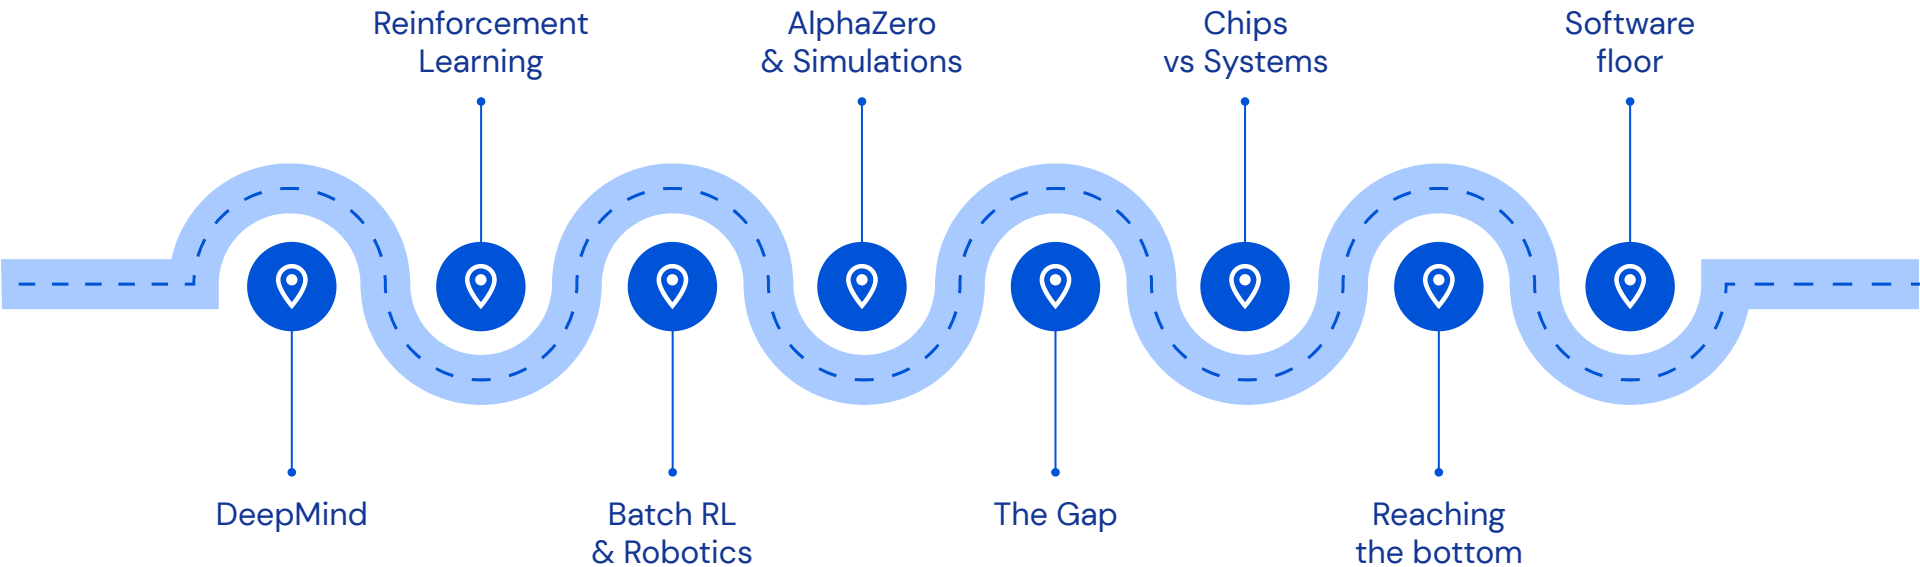 Reinforcement
Learning
AlphaZero
& Simulations
Chips
vs Systems
Software
floor
DeepMind
Batch RL
& Robotics
The Gap
Reaching
the bottom